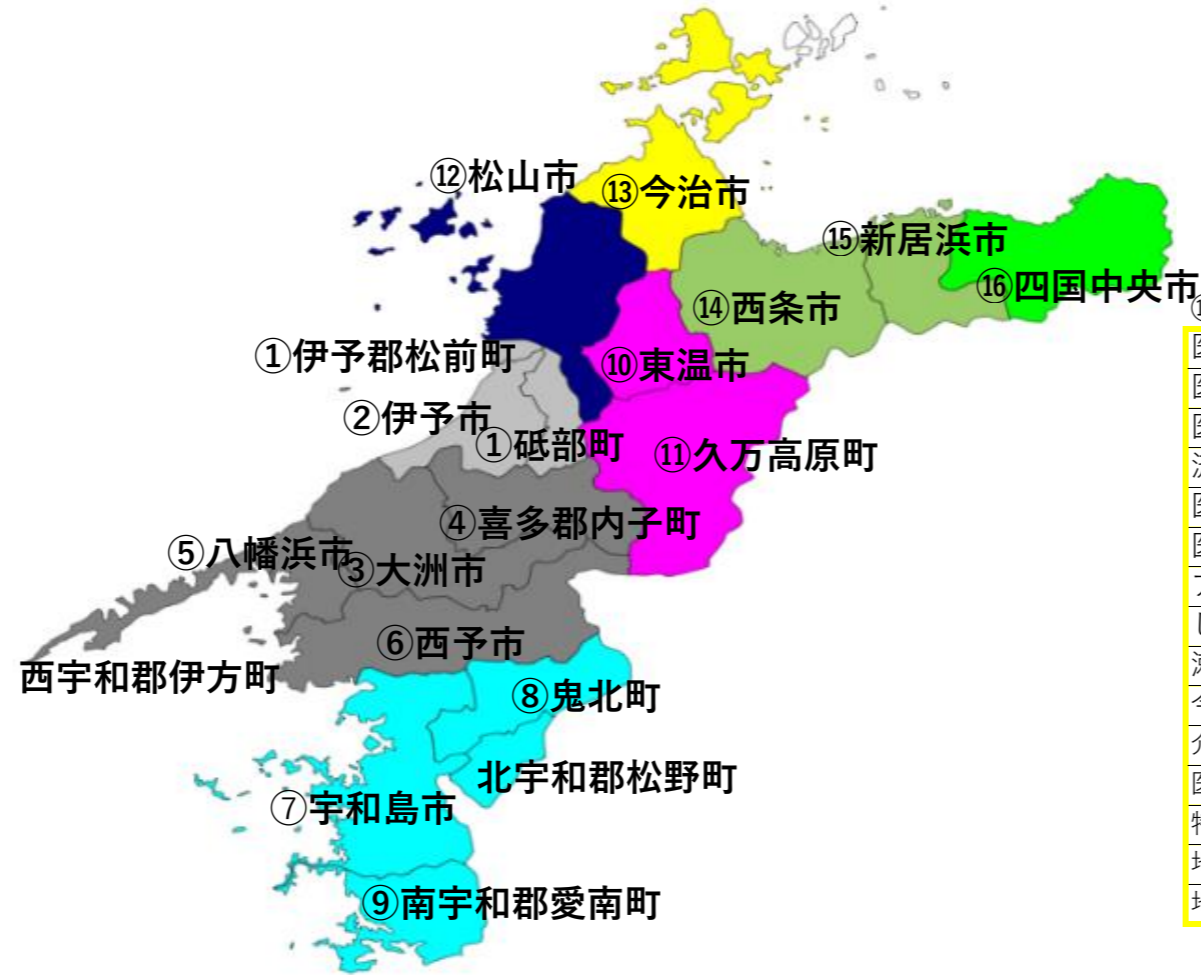 ⑫松山市
⑬今治市
⑮新居浜市
⑯四国中央市
⑭西条市
①伊予郡松前町
⑩東温市
②伊予市
①砥部町
⑪久万高原町
④喜多郡内子町
⑤八幡浜市
③大洲市
⑥西予市
西宇和郡伊方町
⑧鬼北町
北宇和郡松野町
⑦宇和島市
⑨南宇和郡愛南町